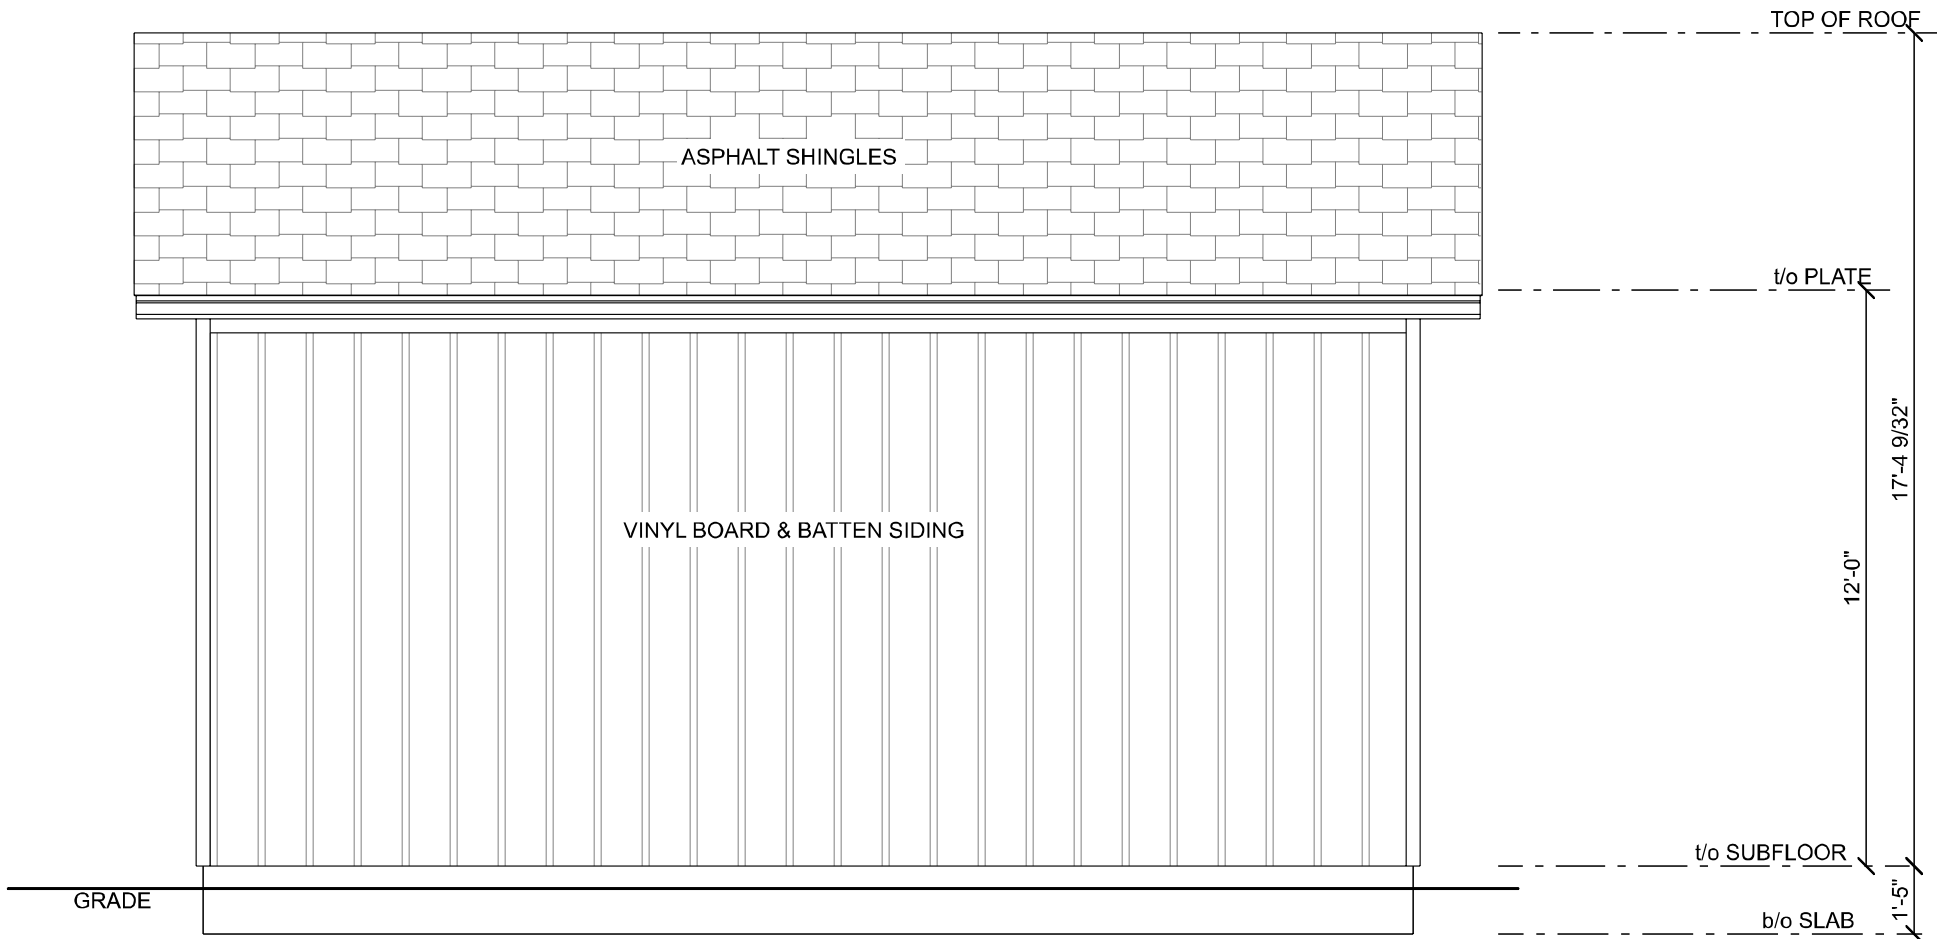 TOP OF ROOF
ASPHALT SHINGLES
t/o PLATE
17'-4 9/32"
VINYL BOARD & BATTEN SIDING
12'-0"
t/o SUBFLOOR
GRADE
1'-5"
b/o SLAB